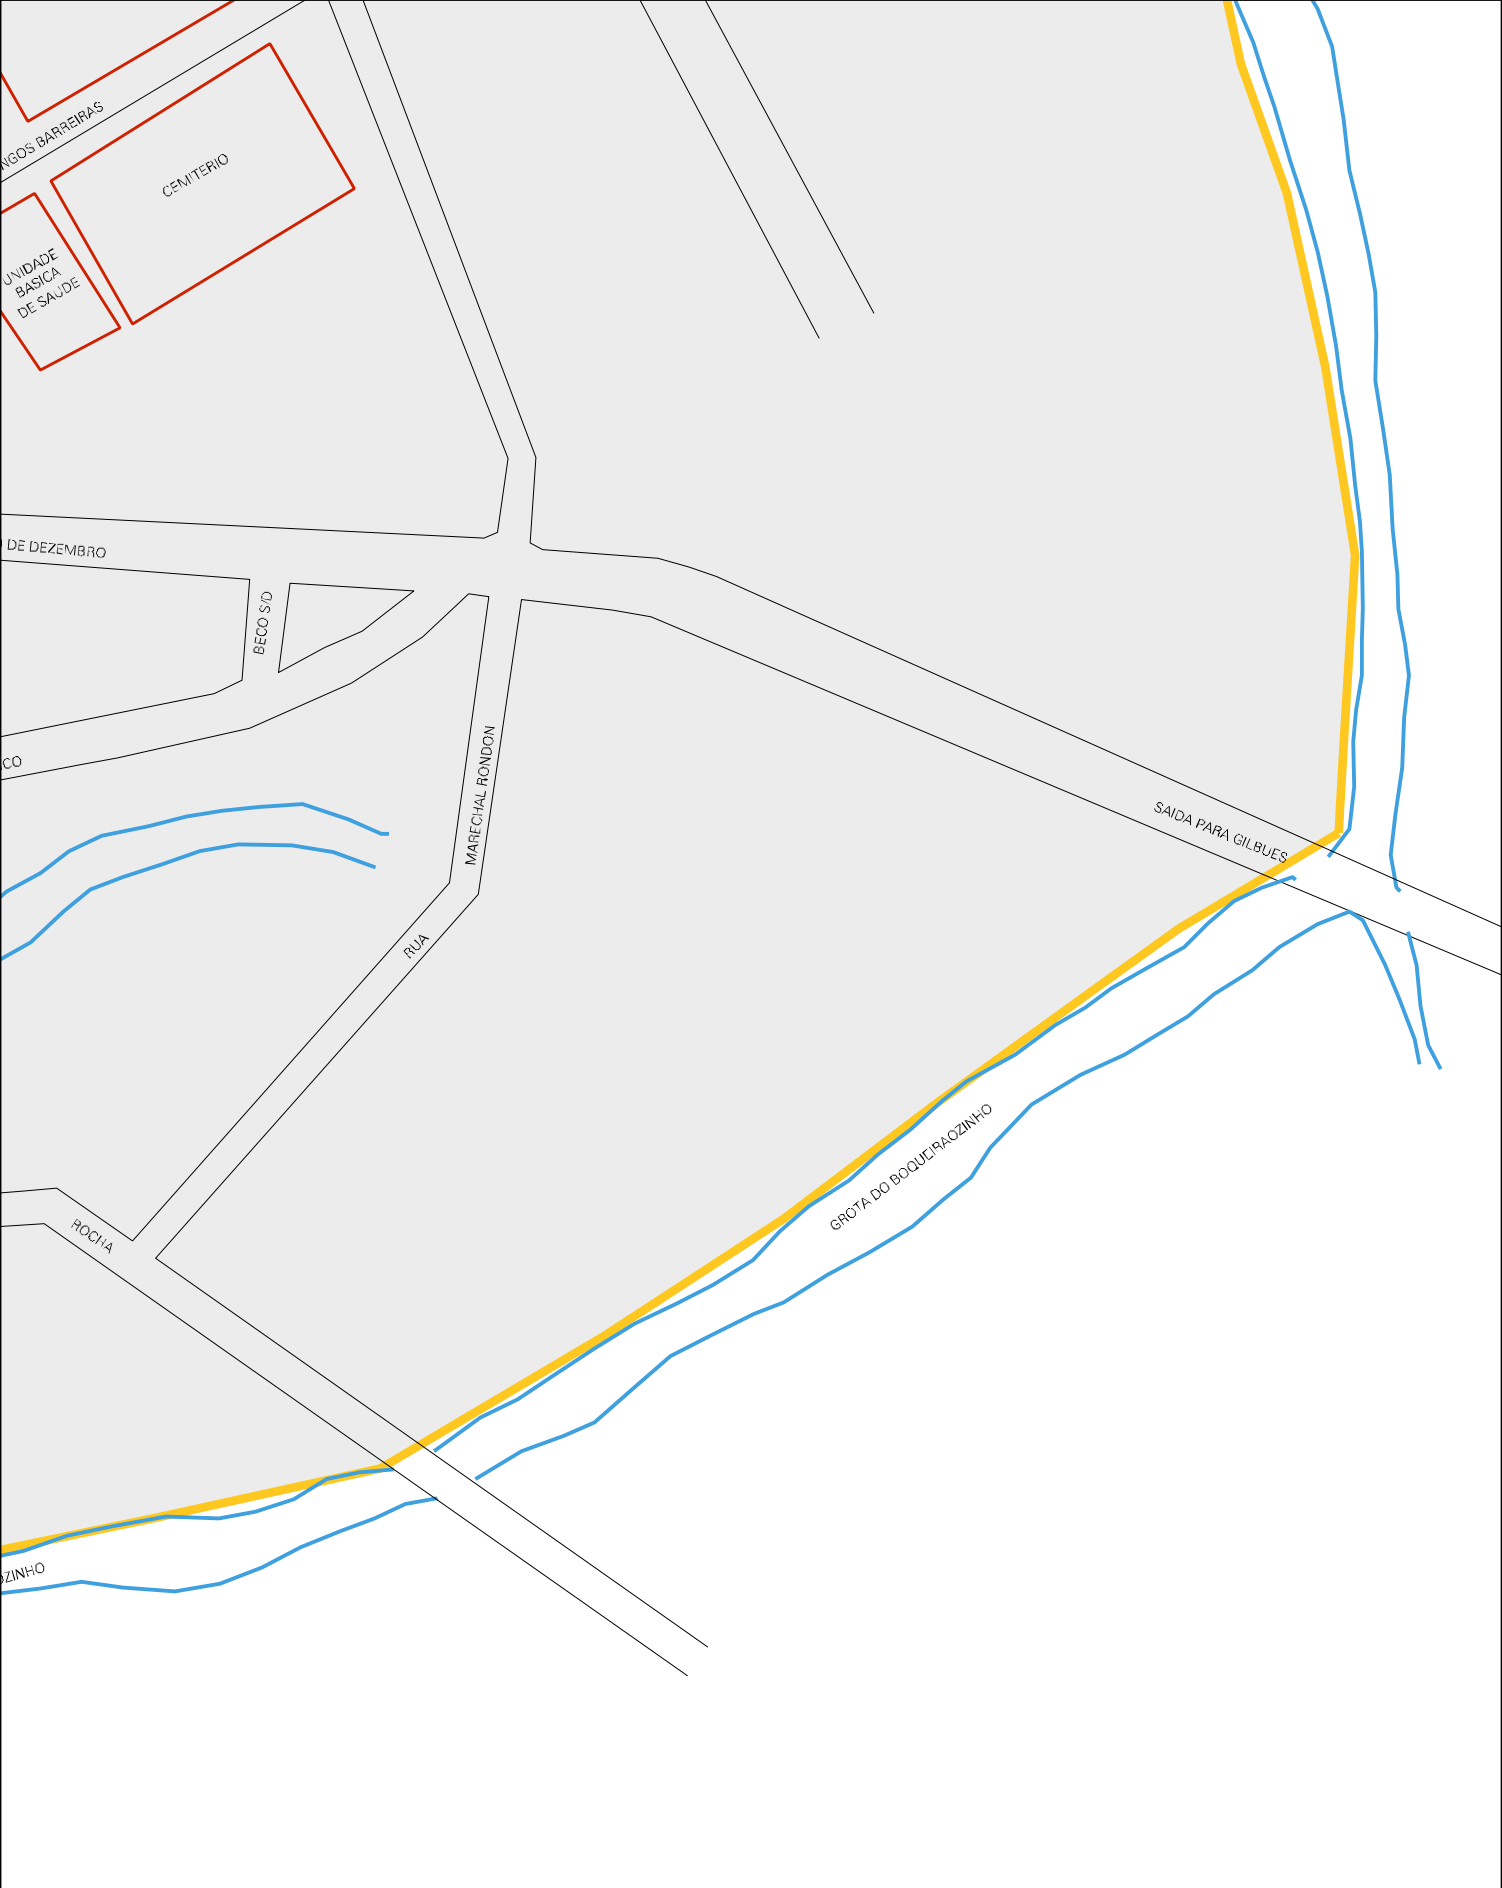 NGOS BARREIRAS
CEMITERIO
UNIDADE
BASICA
DE SAUDE
DE DEZEMBRO
BECO S/D
CO
MARECHAL RONDON
RUA
SAIDA PARA GILBUES
GROTA DO BOQUEIRAOZINHO
ROCHA
OZINHO